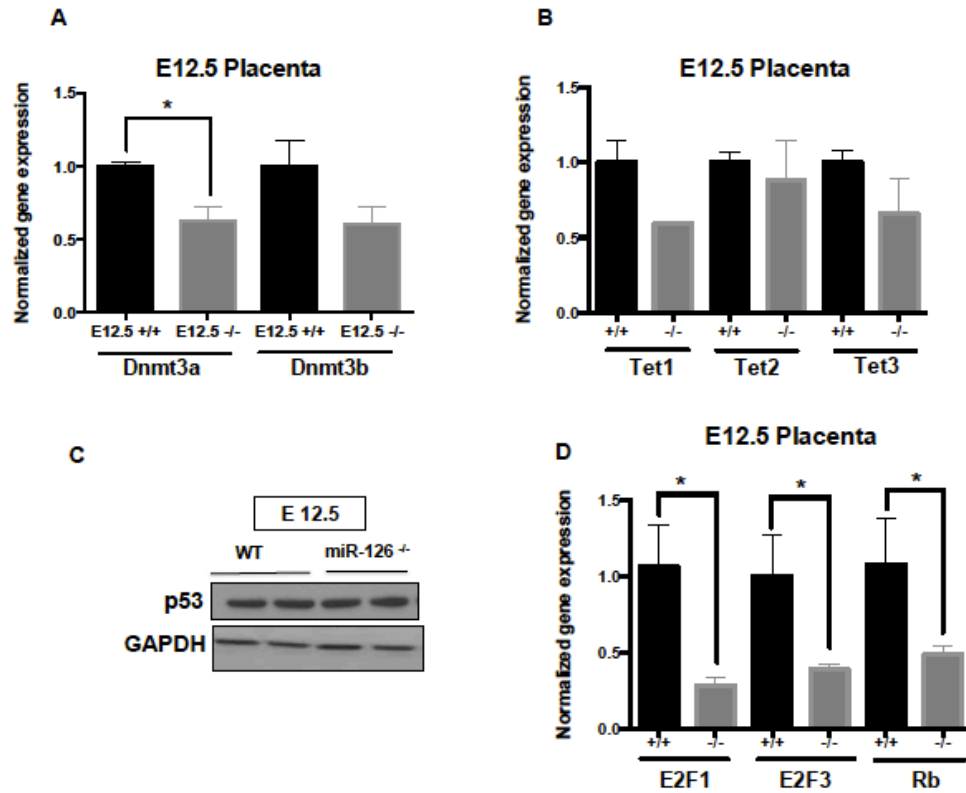 A
E12.5 Placenta
Normalized gene expression
1.5
1.0
0.5
0.0
*
E12.5 +/+ E12.5 -/- E12.5 +/+ E12.5 -/-
Dnmt3a Dnmt3b
B
E12.5 Placenta
Normalized gene expression
1.5
1.0
0.5
0.0
+/+ -/- +/+ -/- +/+ -/-
Tet1 Tet2 Tet3
C
E 12.5
WT miR-126 -/-
p53
GAPDH
D
E12.5 Placenta
Normalized gene expression
1.5
1.0
0.5
0.0
* * *
+/+ -/- +/+ -/- +/+ -/-
E2F1 E2F3 Rb